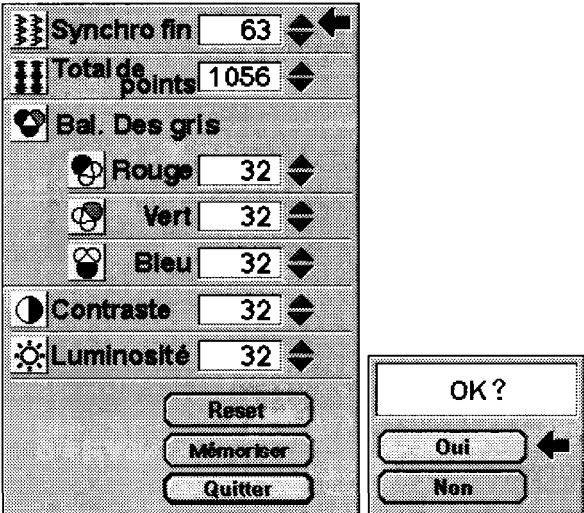 Synchro fin 63
Total de points 1056
Bal. Des gris
Rouge 32
Vert 32
Bleu 32
Contraste 32
Luminosité 32
Reset
Mémoriser
Quitter
OK?
Oui
Non